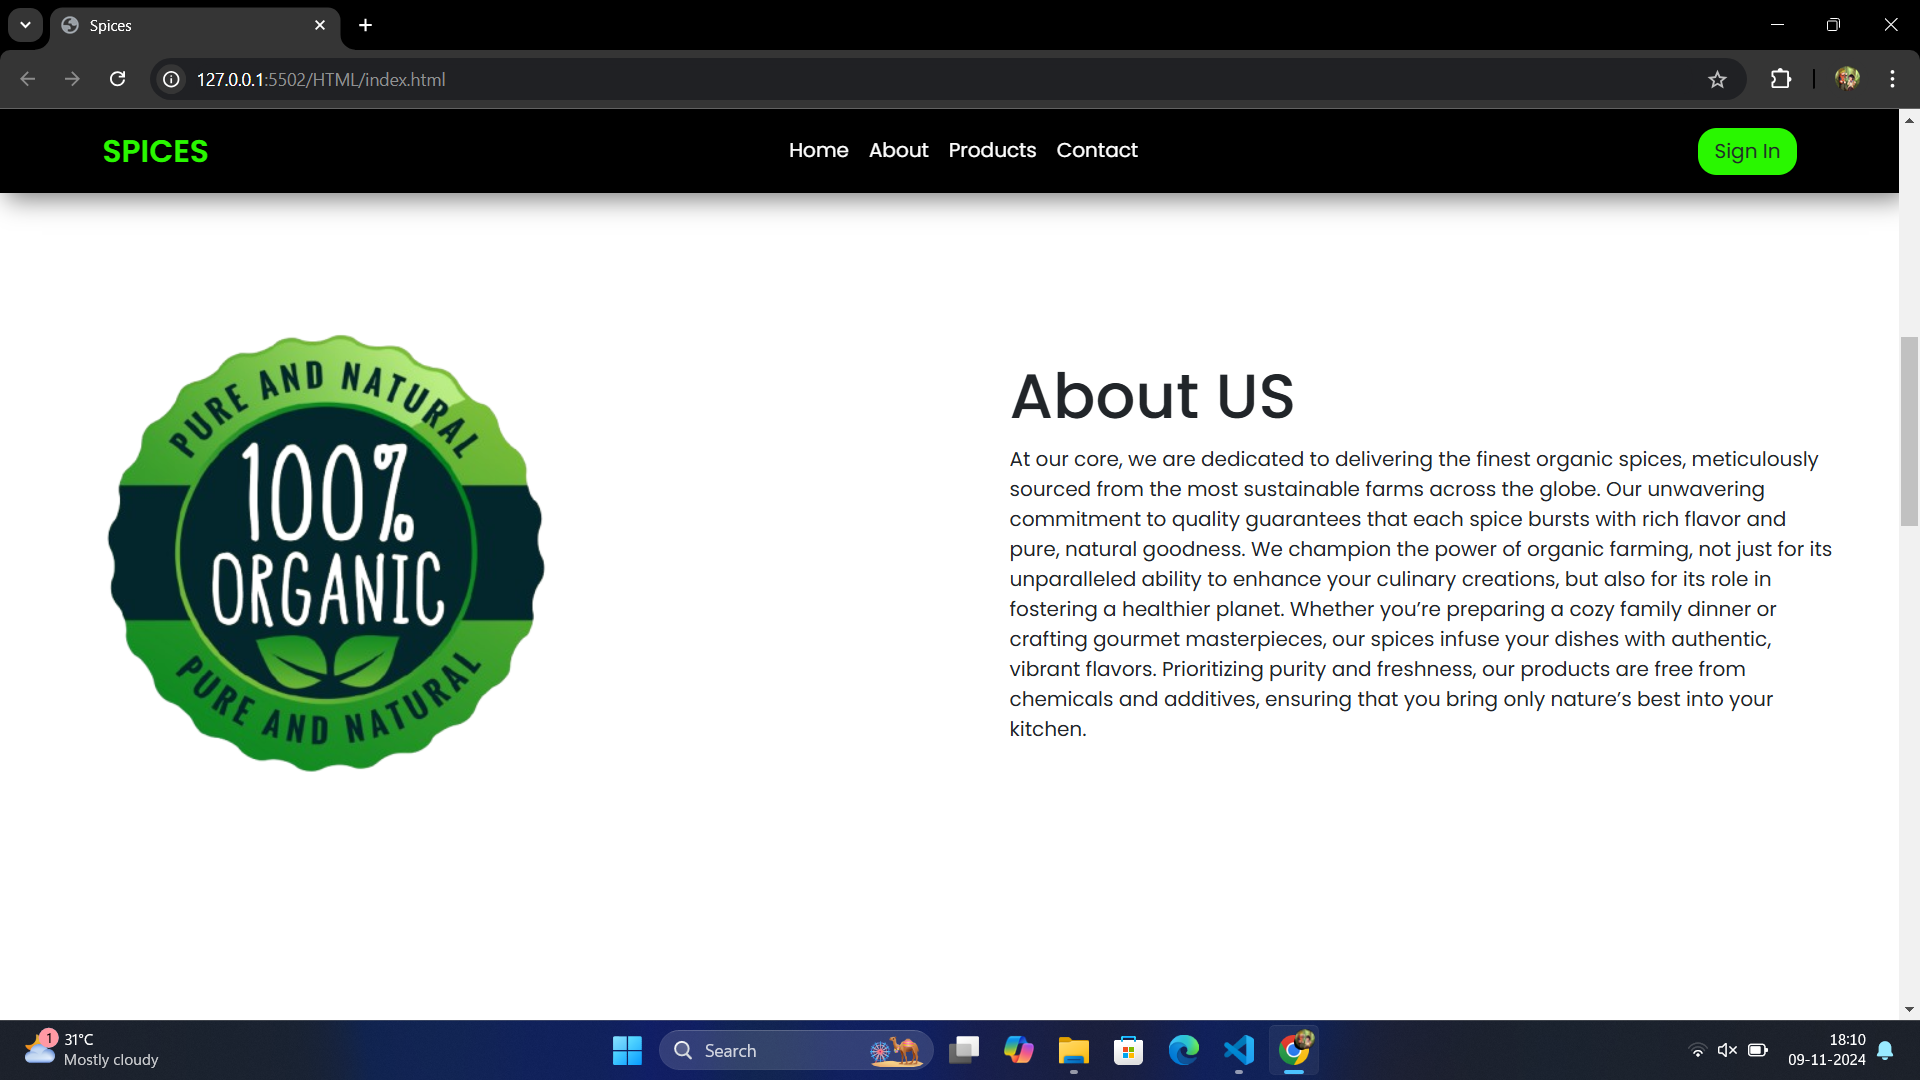 Spices
127.0.0.1:5502/HTML/index.html
SPICES
Home About Products Contact
Sign In
PURE AND NATURAL
100%
ORGANIC
PURE AND NATURAL
About US
At our core, we are dedicated to delivering the finest organic spices, meticulously
sourced from the most sustainable farms across the globe. Our unwavering
commitment to quality guarantees that each spice bursts with rich flavor and
pure, natural goodness. We champion the power of organic farming, not just for its
unparalleled ability to enhance your culinary creations, but also for its role in
fostering a healthier planet. Whether you’re preparing a cozy family dinner or
crafting gourmet masterpieces, our spices infuse your dishes with authentic,
vibrant flavors. Prioritizing purity and freshness, our products are free from
chemicals and additives, ensuring that you bring only nature’s best into your
kitchen.
1
31°C
Mostly cloudy
Search
18:10
09-11-2024